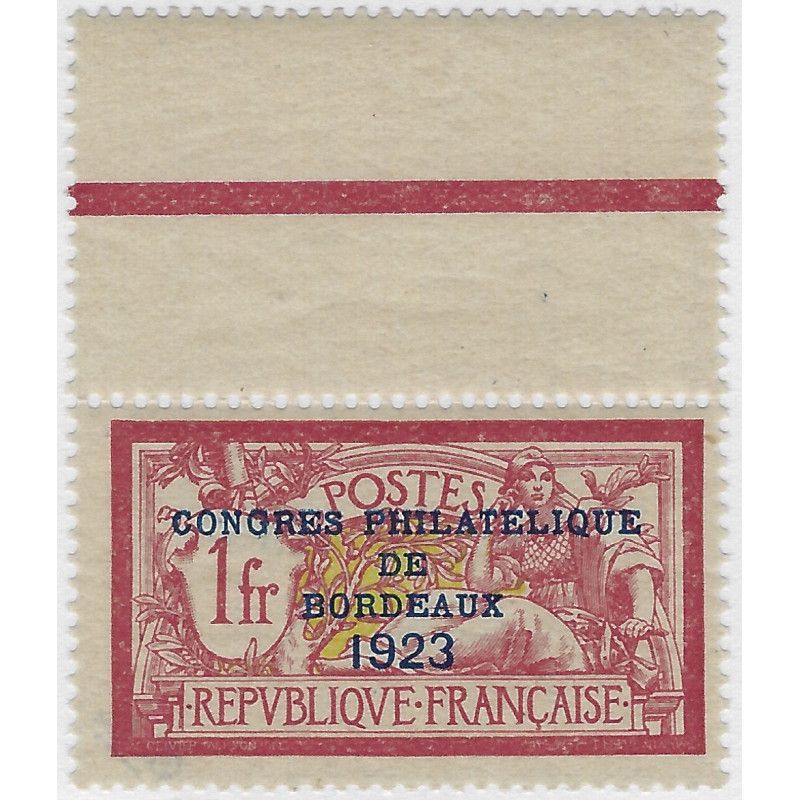 POSTES
CONGRES PHILATELIQUE
DE
1fr
BORDEAUX
1923
·REPVBLIQVE·FRANÇAISE·